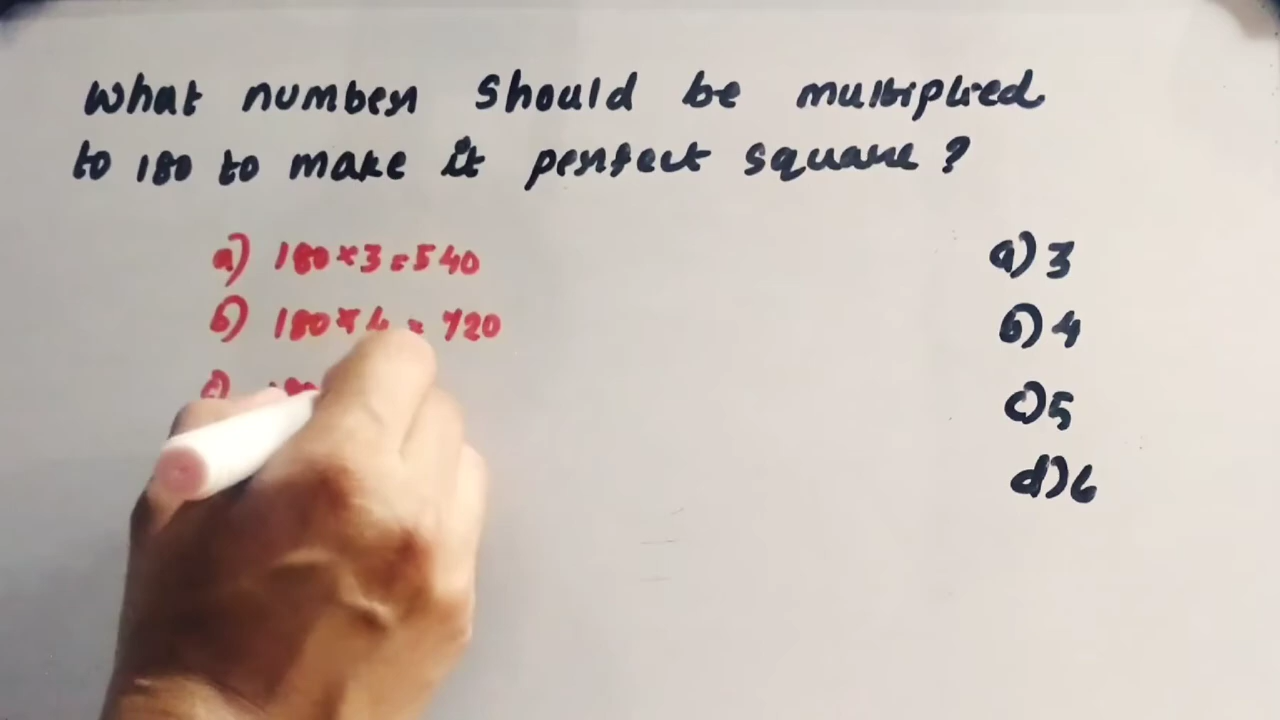 What number should be multiplied
to 180 to make it perfect square?
a) 180×3=540
a) 3
b) 180×4=720
b) 4
c) 180
c) 5
d) 6